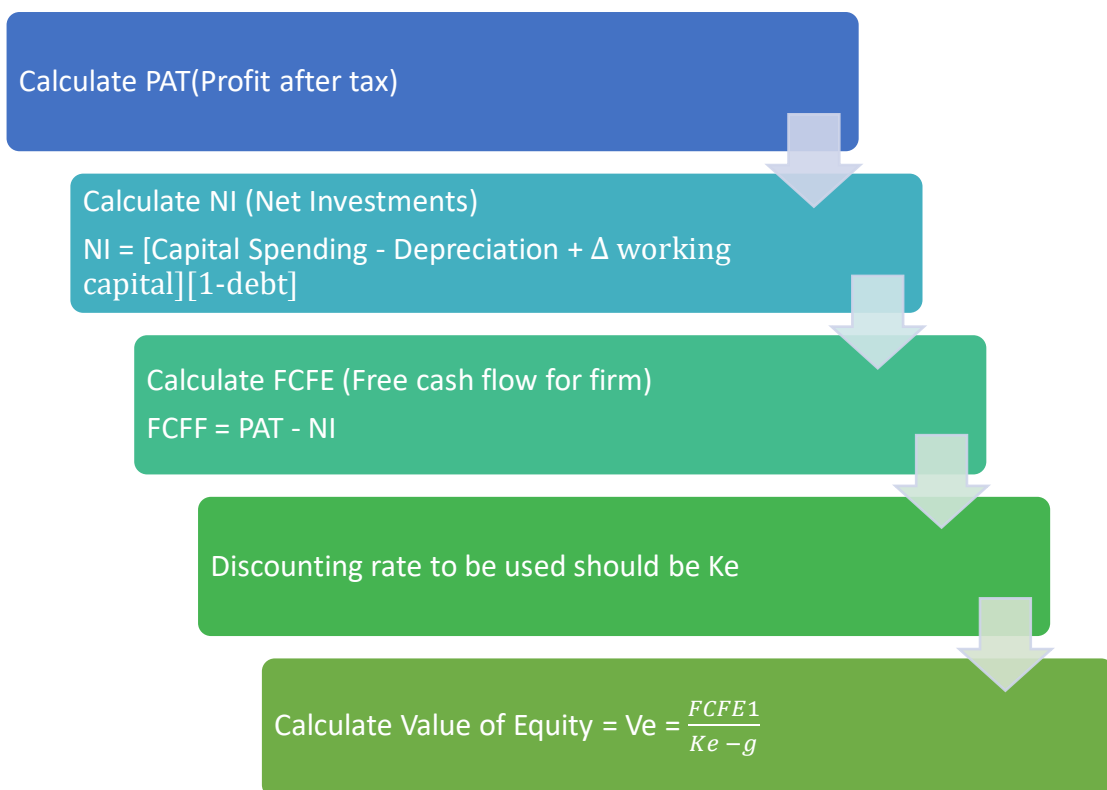 Calculate PAT(Profit after tax)
Calculate NI (Net Investments)
NI = [Capital Spending - Depreciation + Δ working
capital][1-debt]
Calculate FCFE (Free cash flow for firm)
FCFF = PAT - NI
Discounting rate to be used should be Ke
Calculate Value of Equity = Ve = FCFE1 / Ke – g